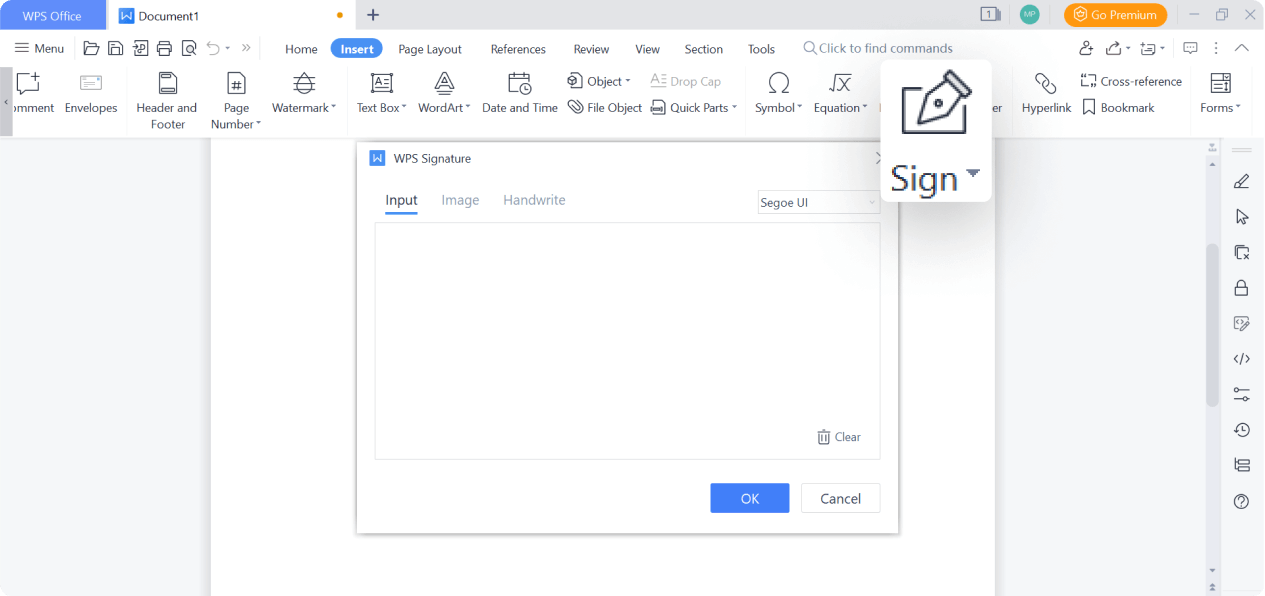 WPS Office Document1 1 MP Go Premium
Menu Home Insert Page Layout References Review View Section Tools Click to find commands
omment Envelopes Header and Footer Page Number Watermark Text Box WordArt Date and Time Object File Object Drop Cap Quick Parts Symbol Equation er Hyperlink Cross-reference Bookmark Forms
Sign
WPS Signature
Input Image Handwrite Segoe UI
Clear
OK Cancel